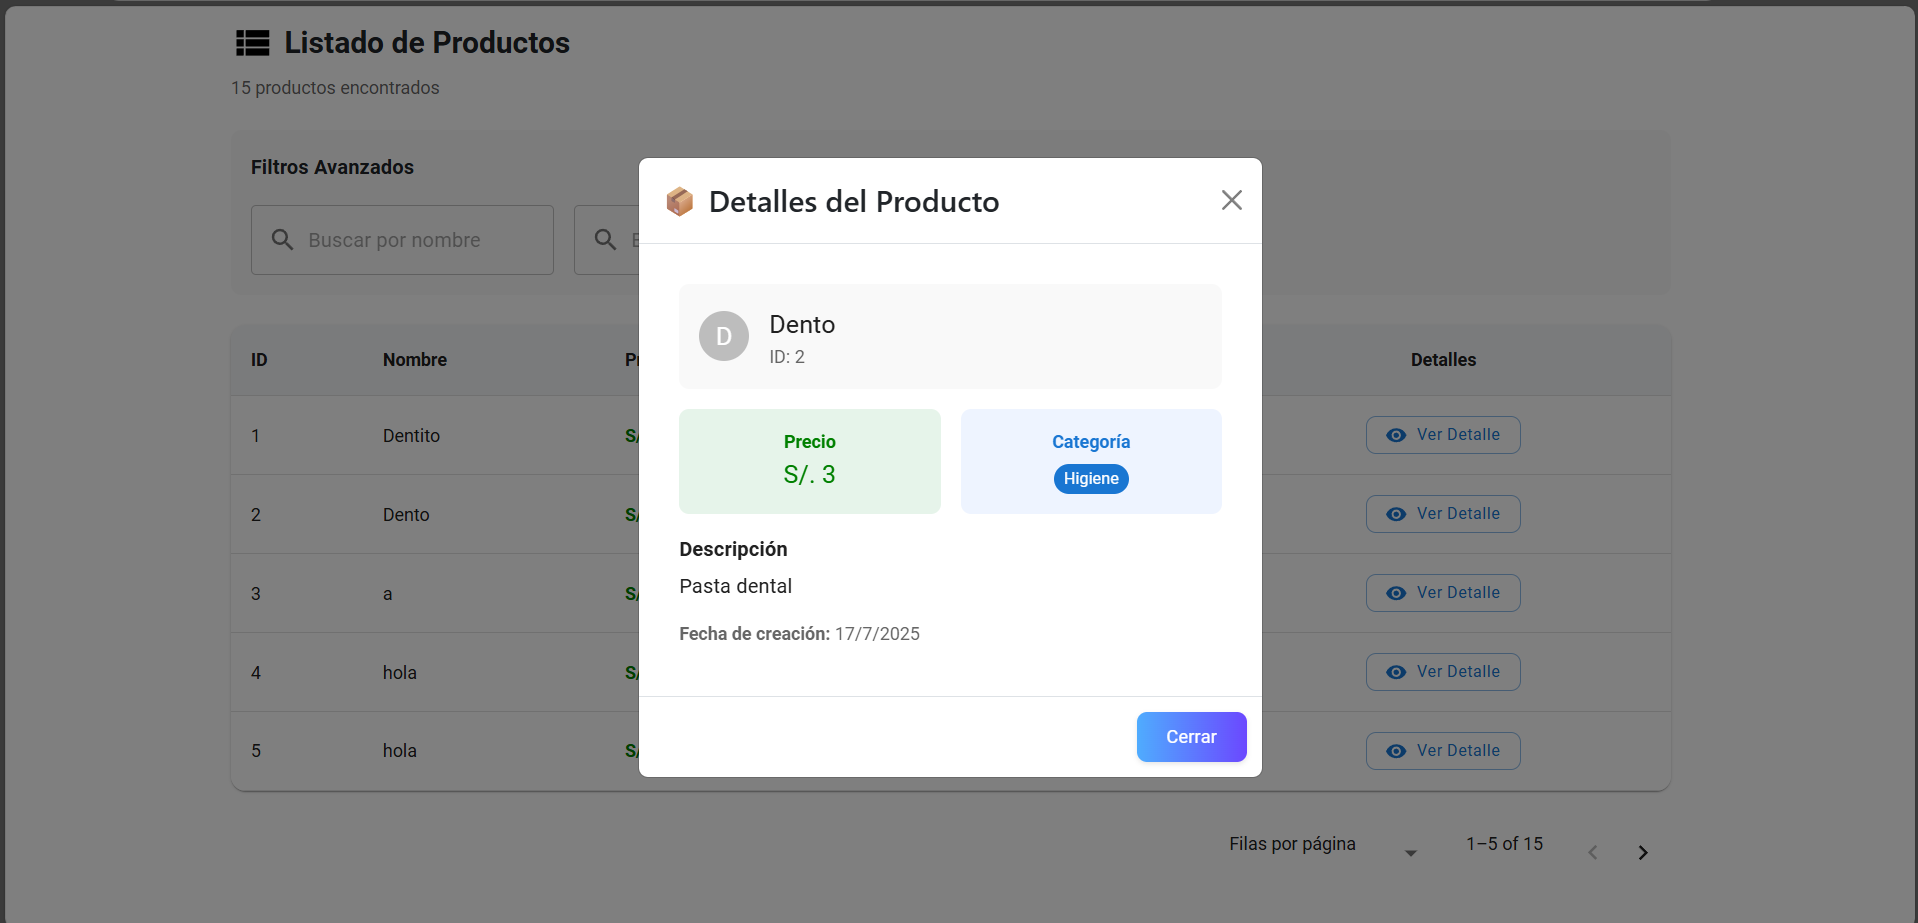 Listado de Productos
15 productos encontrados
Filtros Avanzados
Buscar por nombre
Detalles del Producto
D
Dento
ID: 2
Precio
S/. 3
Categoría
Higiene
Descripción
Pasta dental
Fecha de creación: 17/7/2025
Cerrar
ID Nombre Detalles
1 Dentito Ver Detalle
2 Dento Ver Detalle
3 a Ver Detalle
4 hola Ver Detalle
5 hola Ver Detalle
Filas por página 1–5 of 15